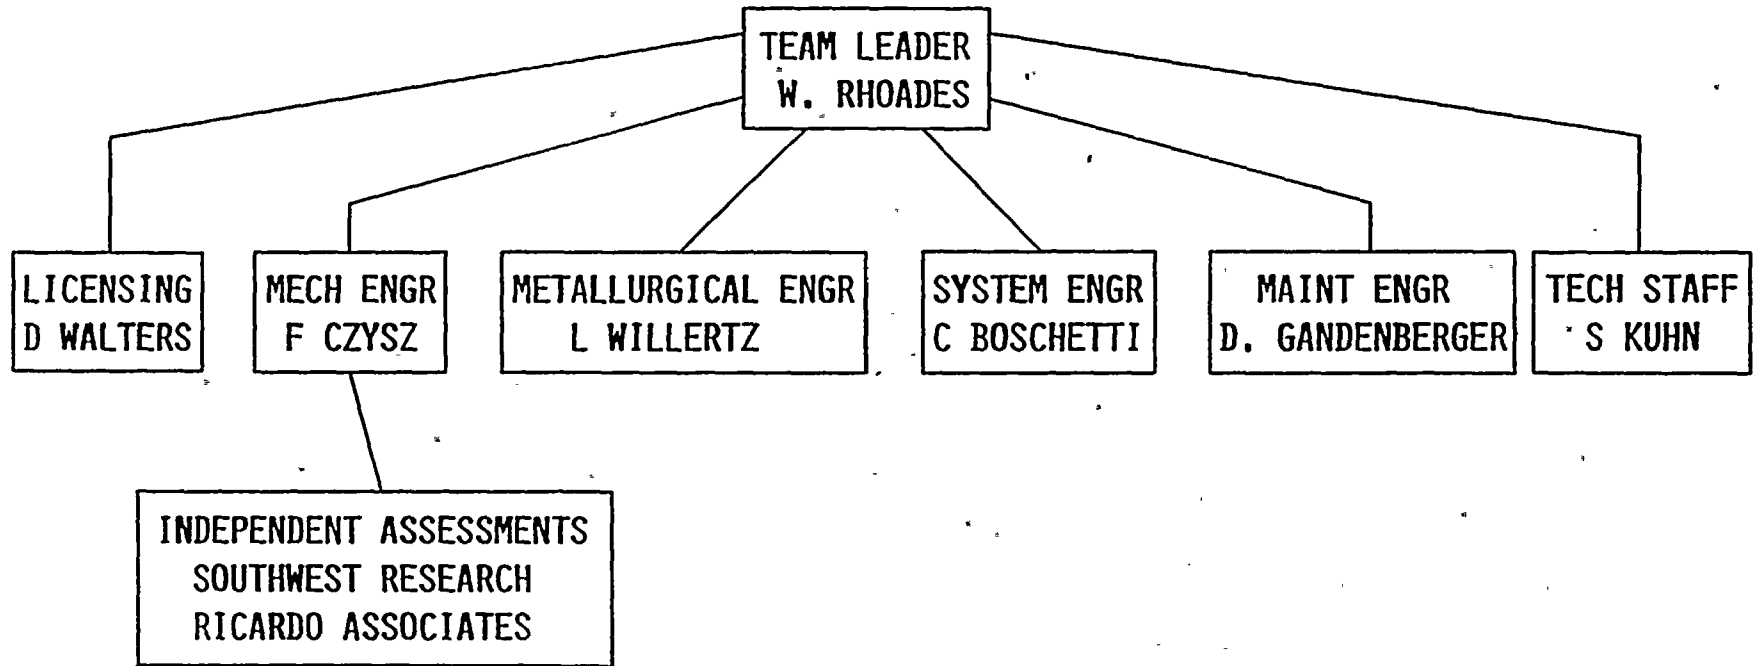 TEAM LEADER
W. RHOADES
LICENSING
D WALTERS
MECH ENGR
F CZYSZ
METALLURGICAL ENGR
L WILLERTZ
SYSTEM ENGR
C BOSCHETTI
MAINT ENGR
D. GANDENBERGER
TECH STAFF
S KUHN
INDEPENDENT ASSESSMENTS
SOUTHWEST RESEARCH
RICARDO ASSOCIATES